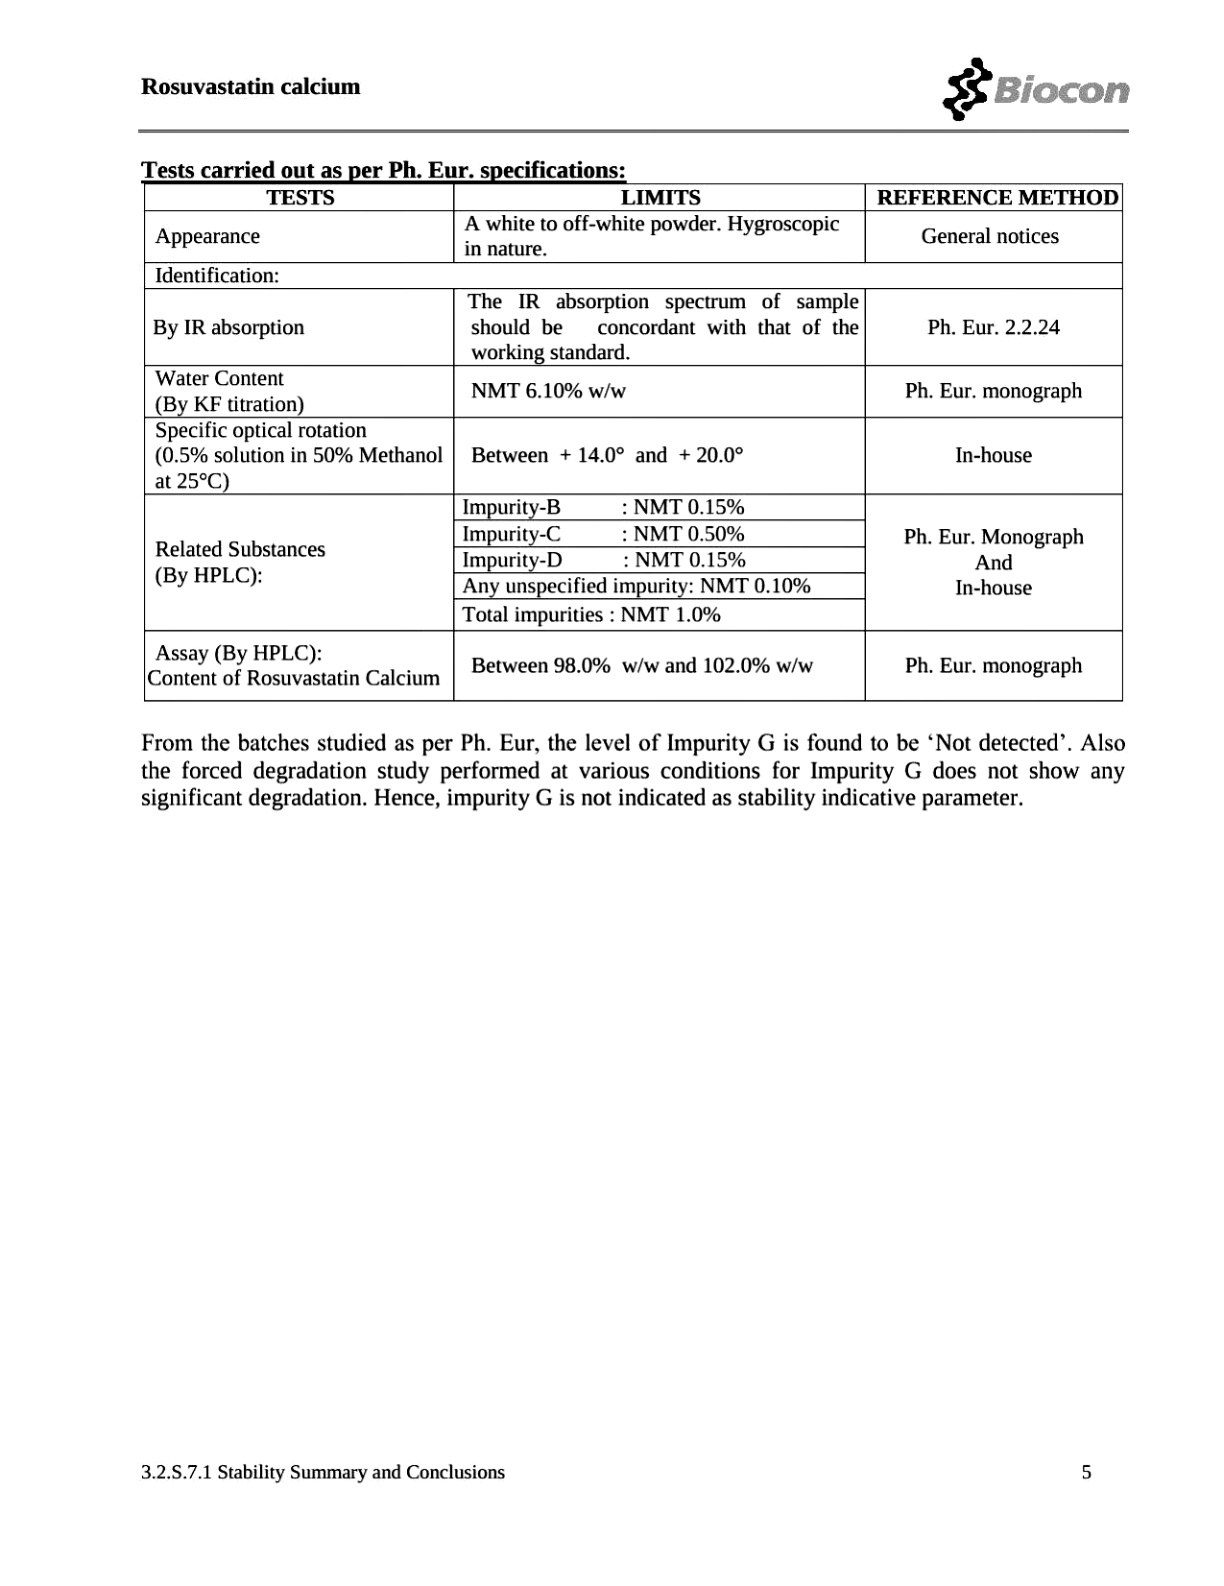 Rosuvastatin calcium
Biocon
Tests carried out as per Ph. Eur. specifications:
TESTS LIMITS REFERENCE METHOD
Appearance
A white to off-white powder. Hygroscopic
in nature.
General notices
Identification:
By IR absorption
The IR absorption spectrum of sample
should be concordant with that of the
working standard.
Ph. Eur. 2.2.24
Water Content
(By KF titration)
NMT 6.10% w/w
Ph. Eur. monograph
Specific optical rotation
(0.5% solution in 50% Methanol
at 25°C)
Between + 14.0° and + 20.0°
In-house
Related Substances
(By HPLC):
Impurity-B : NMT 0.15%
Impurity-C : NMT 0.50%
Impurity-D : NMT 0.15%
Any unspecified impurity: NMT 0.10%
Total impurities : NMT 1.0%
Ph. Eur. Monograph
And
In-house
Assay (By HPLC):
Content of Rosuvastatin Calcium
Between 98.0% w/w and 102.0% w/w
Ph. Eur. monograph
From the batches studied as per Ph. Eur, the level of Impurity G is found to be ‘Not detected’. Also
the forced degradation study performed at various conditions for Impurity G does not show any
significant degradation. Hence, impurity G is not indicated as stability indicative parameter.
3.2.S.7.1 Stability Summary and Conclusions 5